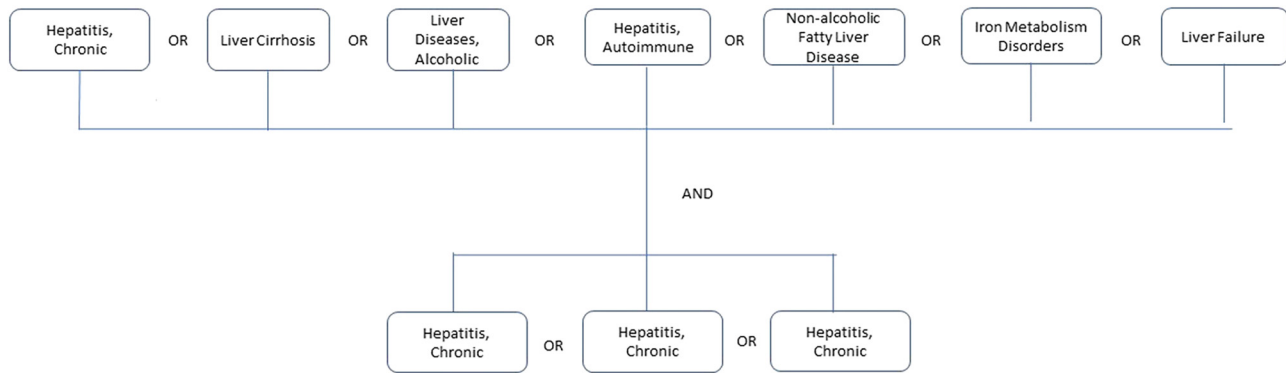 Hepatitis,
Chronic
OR
Liver Cirrhosis
OR
Liver
Diseases,
Alcoholic
OR
Hepatitis,
Autoimmune
OR
Non-alcoholic
Fatty Liver
Disease
OR
Iron Metabolism
Disorders
OR
Liver Failure
AND
Hepatitis,
Chronic
OR
Hepatitis,
Chronic
OR
Hepatitis,
Chronic